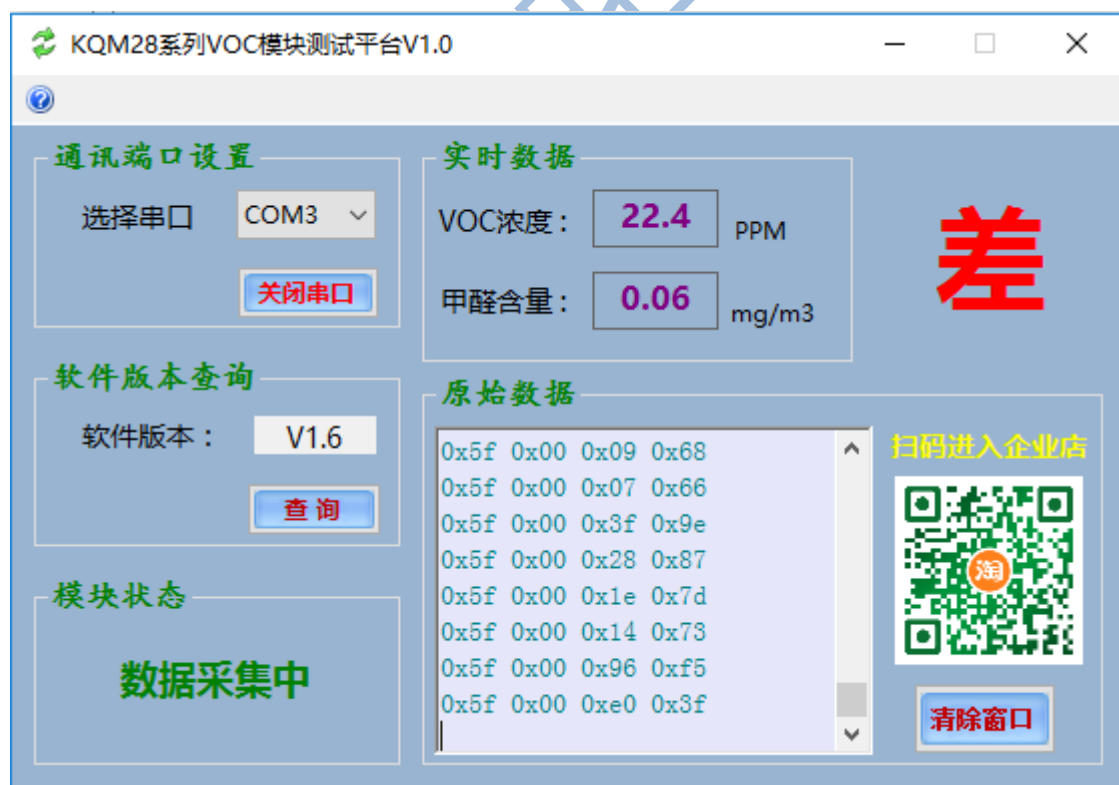 KQM28系列VOC模块测试平台V1.0
通讯端口设置
选择串口 COM3
关闭串口
软件版本查询
软件版本： V1.6
查询
模块状态
数据采集中
实时数据
VOC浓度： 22.4 PPM
甲醛含量： 0.06 mg/m3
差
原始数据
0x5f 0x00 0x09 0x68
0x5f 0x00 0x07 0x66
0x5f 0x00 0x3f 0x9e
0x5f 0x00 0x28 0x87
0x5f 0x00 0x1e 0x7d
0x5f 0x00 0x14 0x73
0x5f 0x00 0x96 0xf5
0x5f 0x00 0xe0 0x3f
扫码进入企业店
淘
清除窗口